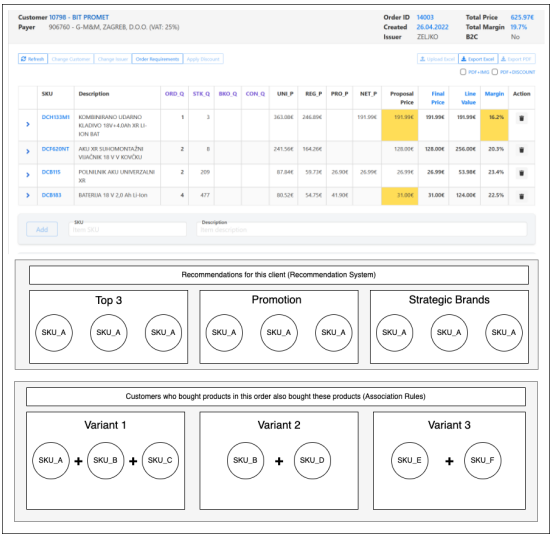 Customer 10798 - BIT PROMET
Payer 906760 - G-M&M, ZAGREB, D.O.O. (VAT: 25%)
Order ID 14003 Total Price 625.97€
Created 26.04.2022 Total Margin 19.7%
Issuer ZELJKO B2C No
Refresh Change Customer Change Issuer Order Requirements Apply Discount Upload Excel Export Excel Export PDF
PDF+IMG PDF+DISCOUNT
SKU Description ORD_Q STK_Q BKO_Q CON_Q UNI_P REG_P PRO_P NET_P Proposal Price Final Price Line Value Margin Action
DCH133M1 KOMBINIRANO UDARNO 1 3 363.08€ 246.89€ 191.99€ 191.99€ 191.99€ 191.99€ 16.2%
KLADIVO 18V+4,0Ah XR LI-
ION BAT
DCF620NT AKU XR SUHOMONTAŽNI 2 8 241.56€ 164.26€ 128.00€ 128.00€ 256.00€ 20.3%
VIJAČNIK 18 V V KOVČKU
DCB115 POLNILNIK AKU UNIVERZALNI 2 209 87.84€ 59.73€ 26.90€ 26.99€ 26.99€ 26.99€ 53.98€ 23.4%
XR
DCB183 BATERIJA 18 V 2,0 Ah Li-Ion 4 477 80.52€ 54.75€ 41.90€ 31.00€ 31.00€ 124.00€ 22.5%
SKU Description
Add Item SKU Item description
Recommendations for this client (Recommendation System)
Top 3 Promotion Strategic Brands
SKU_A SKU_A SKU_A SKU_A SKU_A SKU_A SKU_A SKU_A SKU_A
Customers who bought products in this order also bought these products (Association Rules)
Variant 1 Variant 2 Variant 3
SKU_A + SKU_B + SKU_C SKU_B + SKU_D SKU_E + SKU_F